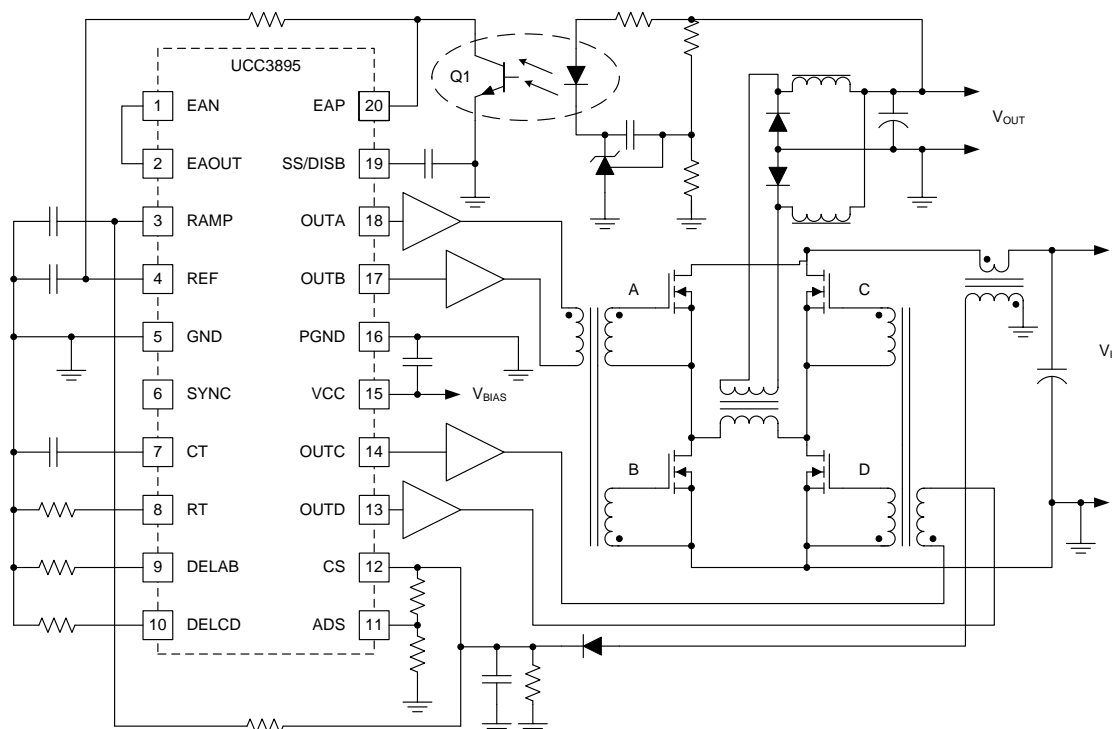 UCC3895
Q1
1 EAN
EAP 20
2 EAOUT
SS/DISB 19
VOUT
3 RAMP
OUTA 18
4 REF
OUTB 17
A
C
5 GND
PGND 16
6 SYNC
VCC 15
VBIAS
7 CT
OUTC 14
B
D
8 RT
OUTD 13
9 DELAB
CS 12
10 DELCD
ADS 11